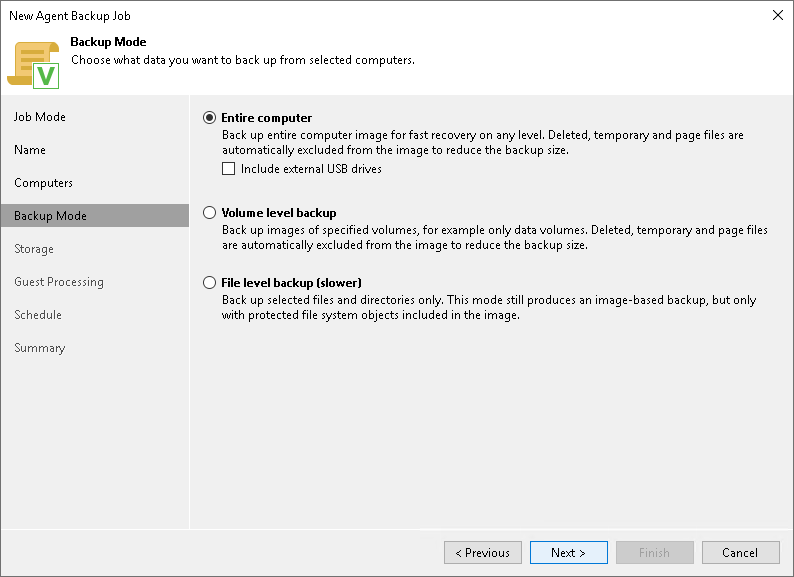 New Agent Backup Job
Backup Mode
Choose what data you want to back up from selected computers.
V
Job Mode
Name
Computers
Backup Mode
Storage
Guest Processing
Schedule
Summary
Entire computer
Back up entire computer image for fast recovery on any level. Deleted, temporary and page files are
automatically excluded from the image to reduce the backup size.
Include external USB drives
Volume level backup
Back up images of specified volumes, for example only data volumes. Deleted, temporary and page files
are automatically excluded from the image to reduce the backup size.
File level backup (slower)
Back up selected files and directories only. This mode still produces an image-based backup, but only
with protected file system objects included in the image.
< Previous
Next >
Finish
Cancel